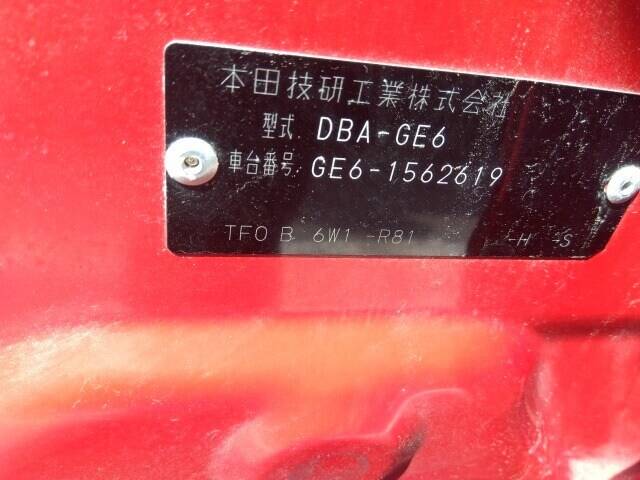 本田技研工業株式会社
型式 DBA-GE6
車台番号 GE6-1562619
TF0 B 6W1 -R81 -H -S